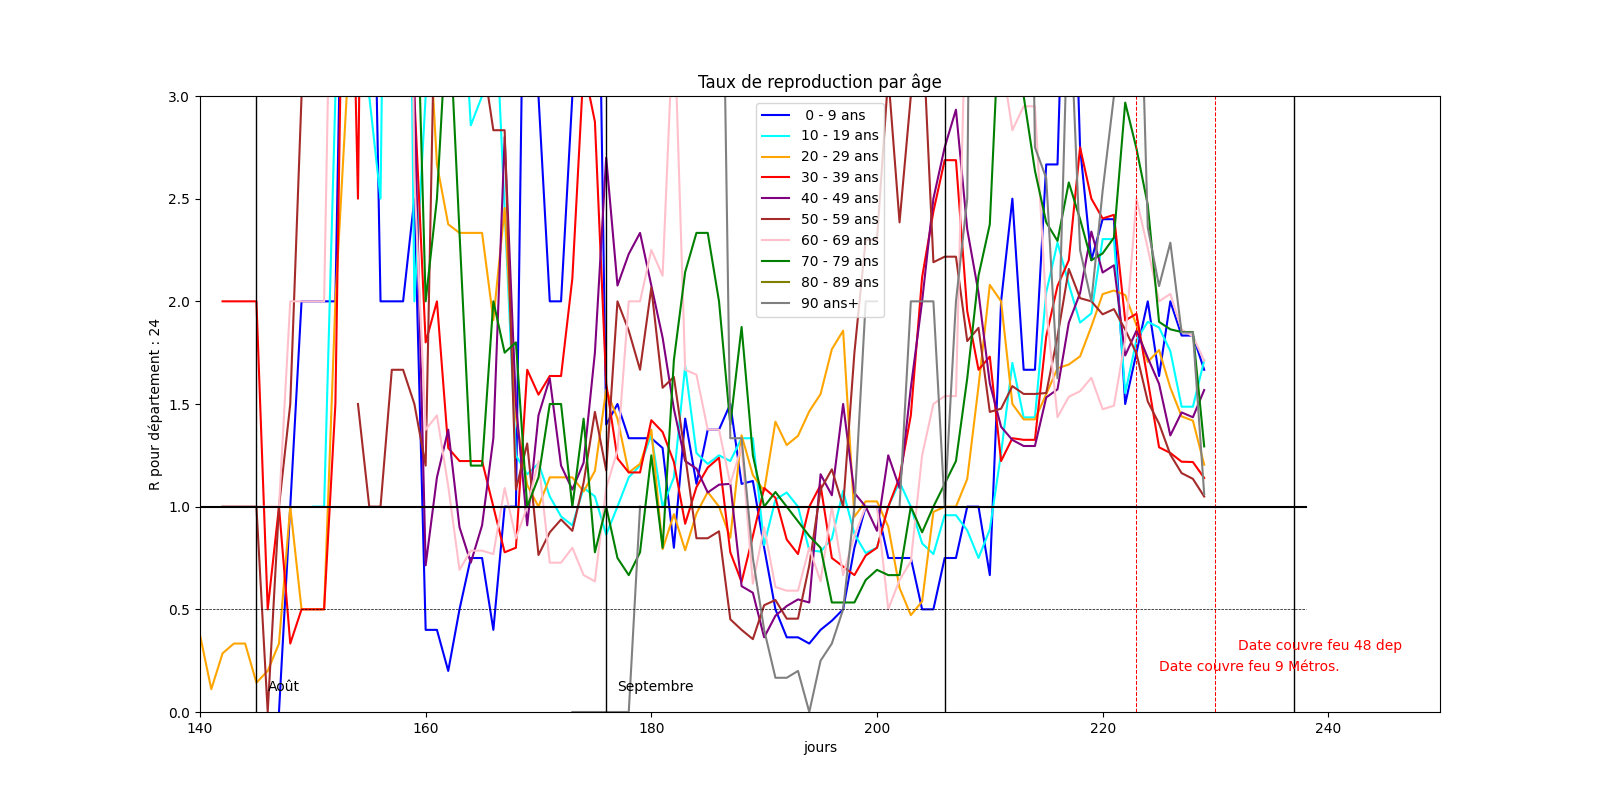 Taux de reproduction par âge
R pour département : 24
3.0
2.5
2.0
1.5
1.0
0.5
0.0
0 - 9 ans
10 - 19 ans
20 - 29 ans
30 - 39 ans
40 - 49 ans
50 - 59 ans
60 - 69 ans
70 - 79 ans
80 - 89 ans
90 ans+
Date couvre feu 48 dep
Date couvre feu 9 Métros.
Août
Septembre
140
160
180
200
220
240
jours